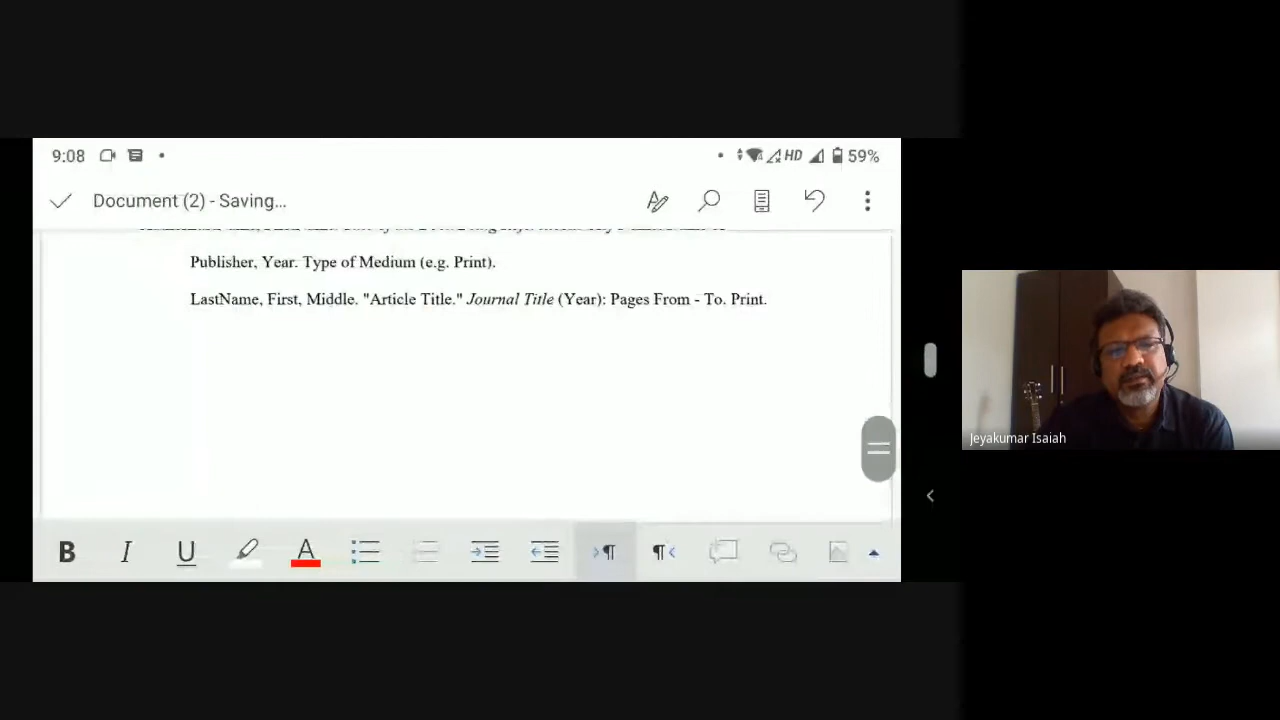 9:08
HD
59%
Document (2) - Saving...
Publisher, Year. Type of Medium (e.g. Print).
LastName, First, Middle. "Article Title." Journal Title (Year): Pages From - To. Print.
B I U A
Jeyakumar Isaiah